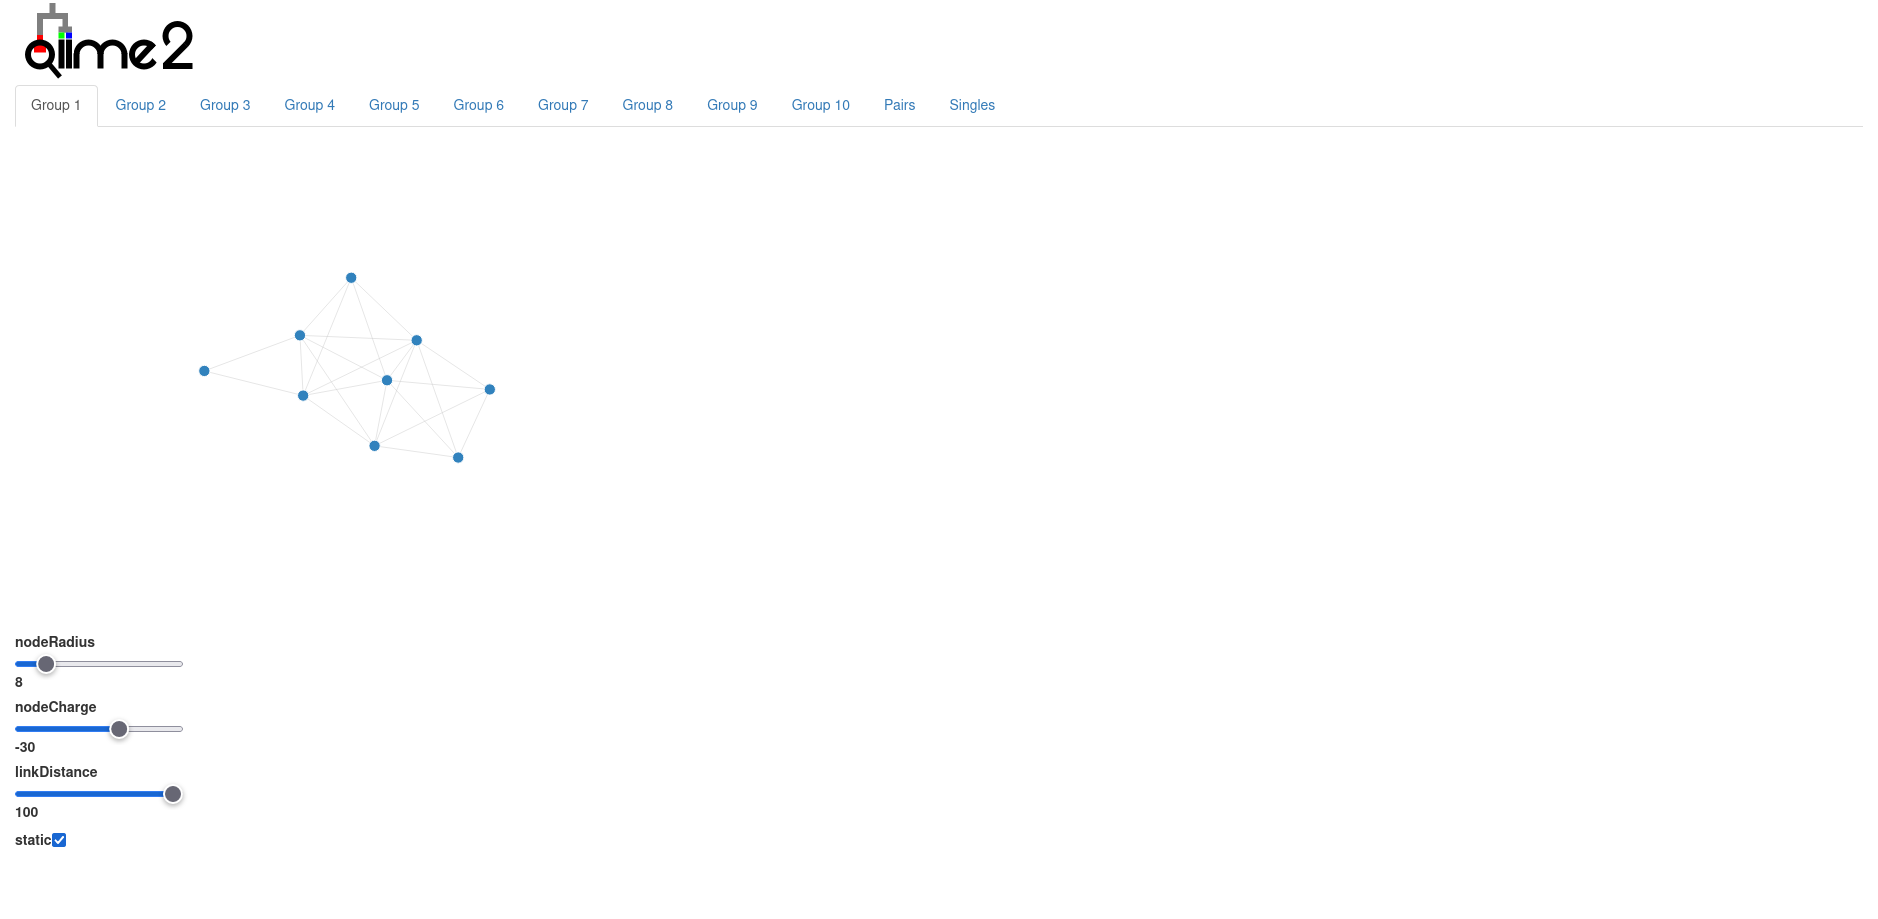 qiime2
Group 1 Group 2 Group 3 Group 4 Group 5 Group 6 Group 7 Group 8 Group 9 Group 10 Pairs Singles
nodeRadius
8
nodeCharge
-30
linkDistance
100
static